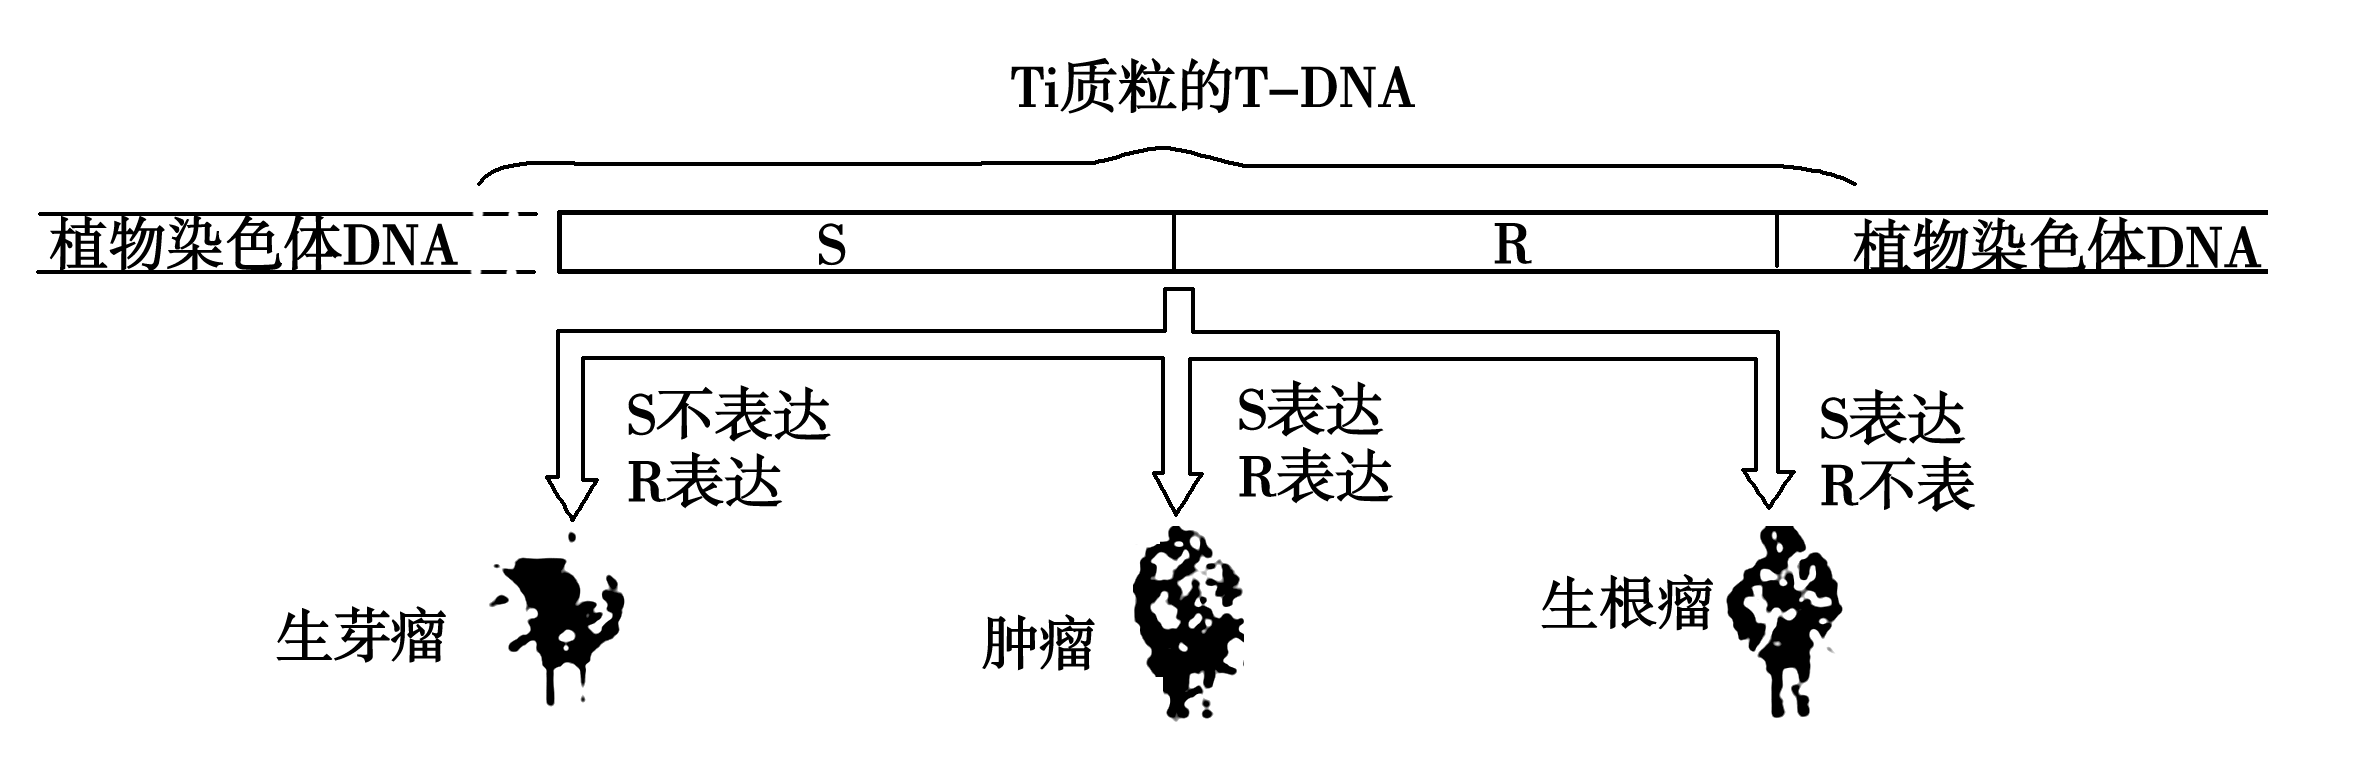 Ti质粒的T-DNA
植物染色体DNA S R 植物染色体DNA
S不表达
R表达
S表达
R表达
S表达
R不表
生芽瘤
肿瘤
生根瘤